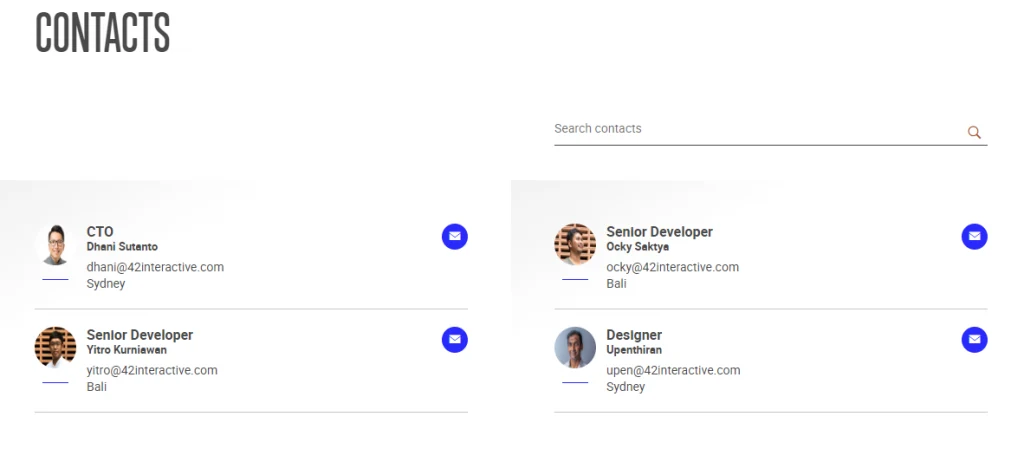 CONTACTS
Search contacts
CTO
Dhani Sutanto
dhani@42interactive.com
Sydney
Senior Developer
Ocky Saktya
ocky@42interactive.com
Bali
Senior Developer
Yitro Kurniawan
yitro@42interactive.com
Bali
Designer
Upenthiran
upen@42interactive.com
Sydney